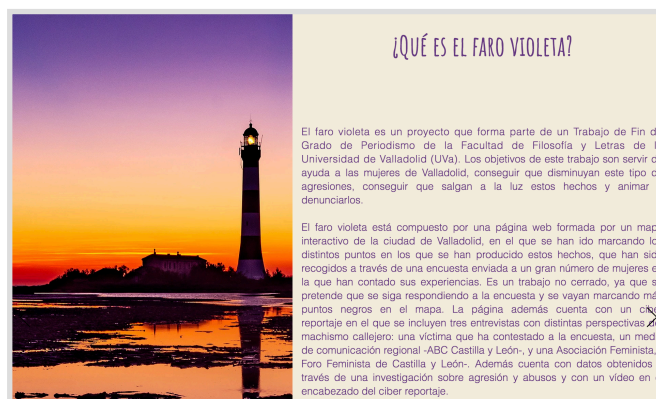 ¿QUÉ ES EL FARO VIOLETA?
El faro violeta es un proyecto que forma parte de un Trabajo de Fin
Grado de Periodismo de la Facultad de Filosofía y Letras de
Universidad de Valladolid (UVa). Los objetivos de este trabajo son servir
ayuda a las mujeres de Valladolid, conseguir que disminuyan este tipo
agresiones, conseguir que salgan a la luz estos hechos y animar
denunciarlos.
El faro violeta está compuesto por una página web formada por un
interactivo de la ciudad de Valladolid, en el que se han ido marcando
distintos puntos en los que se han producido estos hechos, que han
recogidos a través de una encuesta enviada a un gran número de mujeres
la que han contado sus experiencias. Es un trabajo no cerrado, ya que
pretende que se siga respondiendo a la encuesta y se vayan marcando
puntos negros en el mapa. La página además cuenta con un
reportaje en el que se incluyen tres entrevistas con distintas perspectivas
machismo callejero: una víctima que ha contestado a la encuesta, un
de comunicación regional -ABC Castilla y León-, y una Asociación Feminista,
Foro Feminista de Castilla y León-. Además cuenta con datos obtenidos
través de una investigación sobre agresión y abusos y con un vídeo en
encabezado del ciber reportaje.